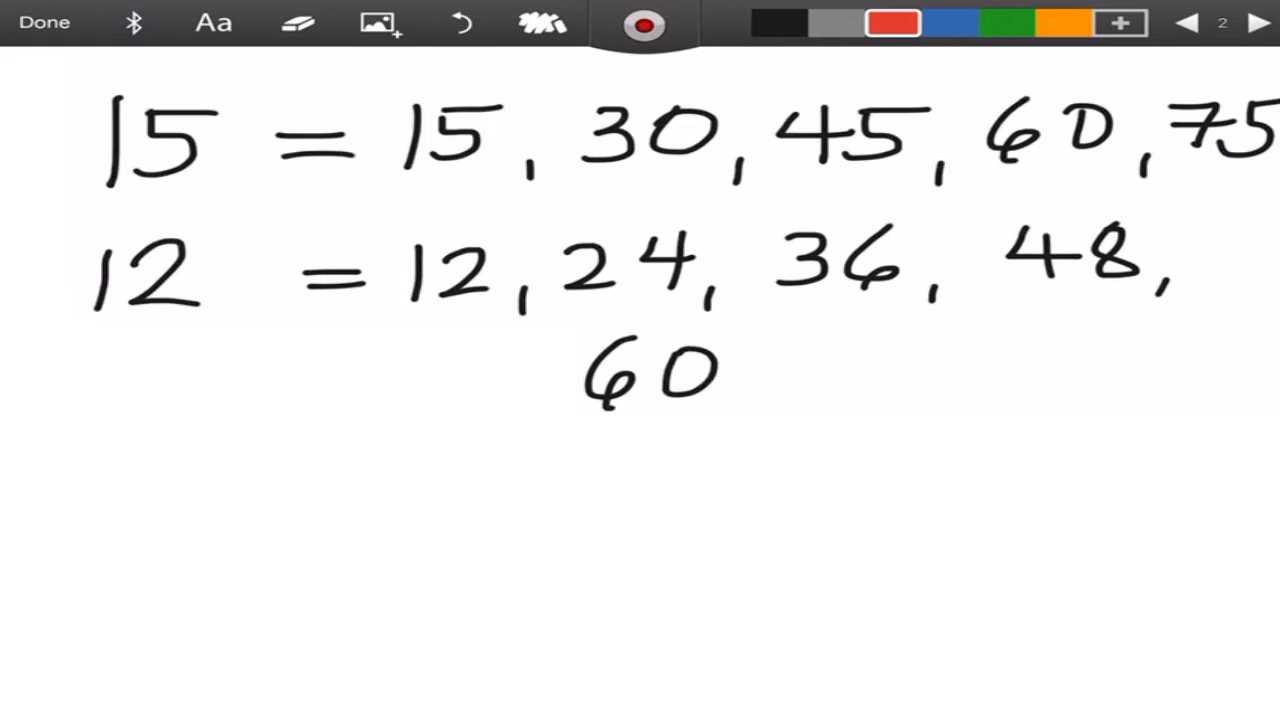 Done Aa 2
15 = 15, 30, 45, 60, 75
12 = 12, 24, 36, 48,
60